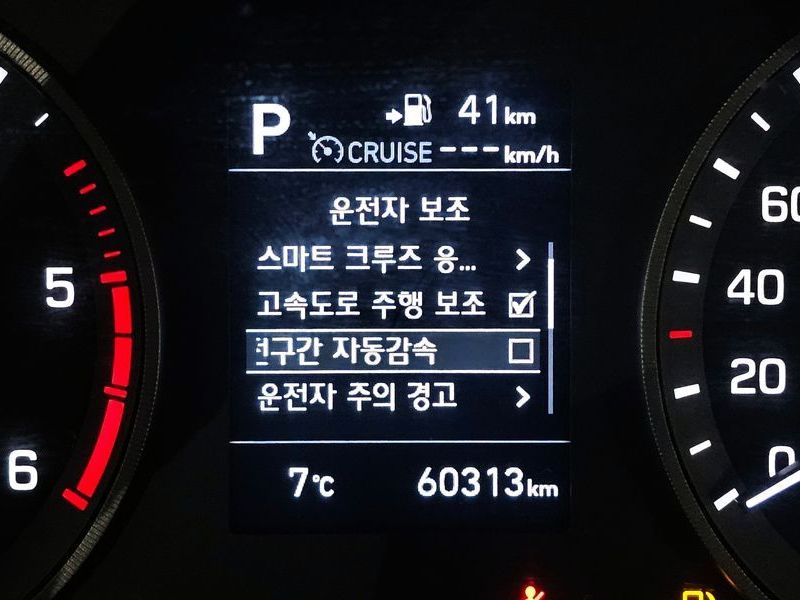 P 41km
CRUISE ---km/h
운전자 보조
스마트 크루즈 응...
고속도로 주행 보조
구간 자동감속
운전자 주의 경고
7℃ 60313km
5
6
60
40
20
0